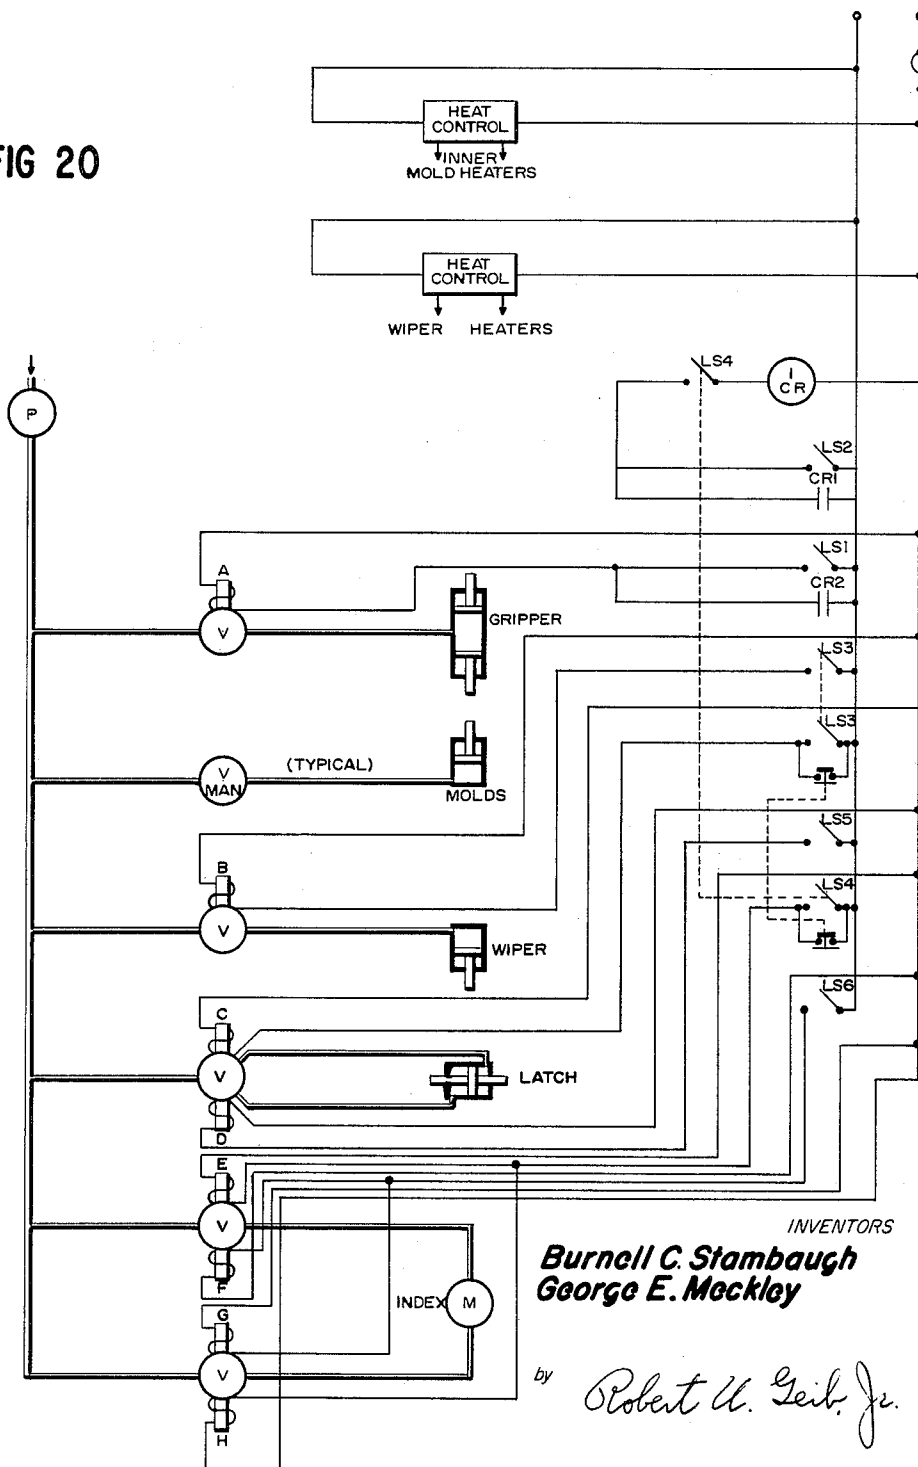 FIG 20
HEAT
CONTROL
INNER
MOLD HEATERS
HEAT
CONTROL
WIPER HEATERS
LS4
1
CR
P
LS2
CR1
LS1
A
CR2
V
GRIPPER
LS3
LS3
V
MAN
(TYPICAL)
MOLDS
LS5
B
LS4
V
WIPER
LS6
C
V
LATCH
D
E
V
F
INVENTORS
Burnell C. Stambaugh
George E. Meckley
INDEX
M
G
V
by
Robert U. Geib, Jr.
H